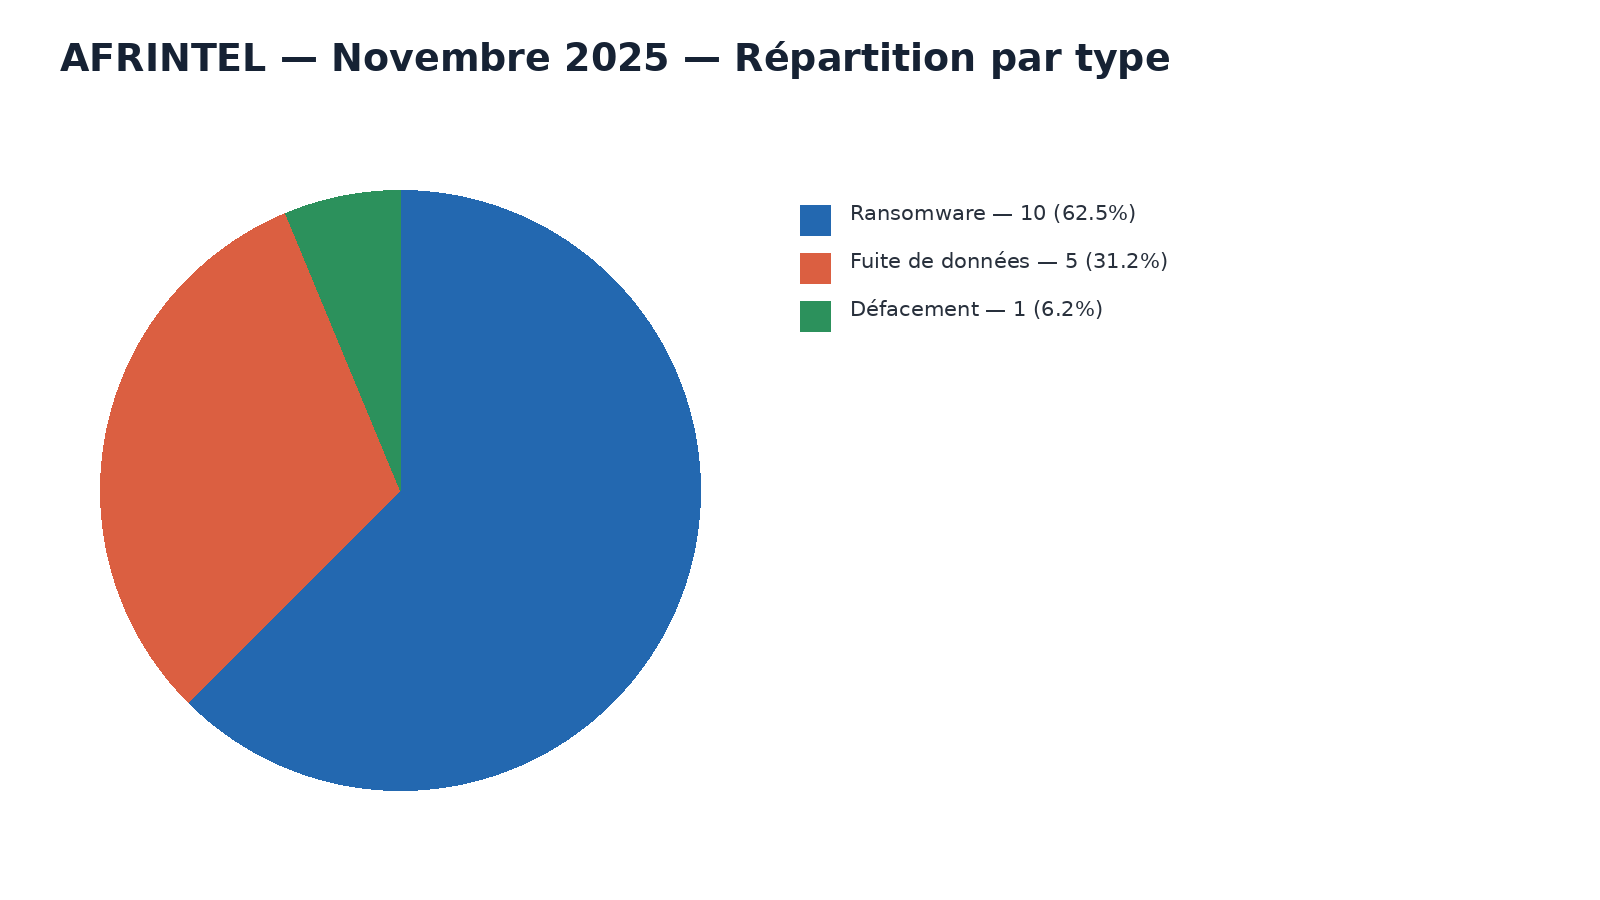 AFRINTEL — Novembre 2025 — Répartition par type
Ransomware — 10 (62.5%)
Fuite de données — 5 (31.2%)
Défacement — 1 (6.2%)